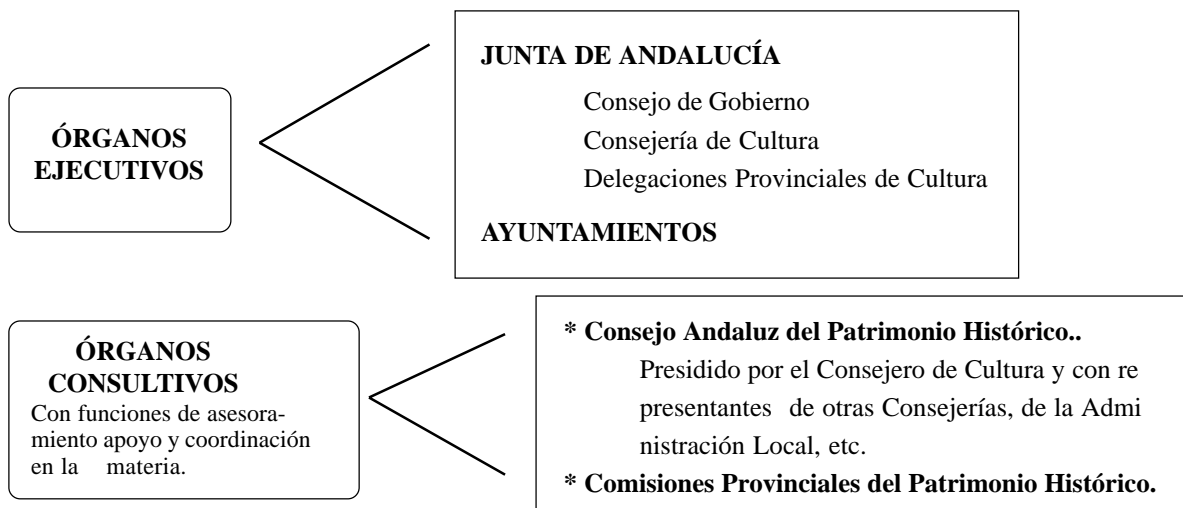 ÓRGANOS
EJECUTIVOS
JUNTA DE ANDALUCÍA
Consejo de Gobierno
Consejería de Cultura
Delegaciones Provinciales de Cultura
AYUNTAMIENTOS
ÓRGANOS
CONSULTIVOS
Con funciones de asesora-
miento apoyo y coordinación
en la materia.
* Consejo Andaluz del Patrimonio Histórico..
Presidido por el Consejero de Cultura y con re
presentantes de otras Consejerías, de la Admi
nistración Local, etc.
* Comisiones Provinciales del Patrimonio Histórico.